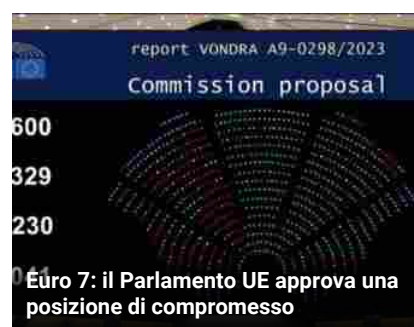 report VONDRA A9-0298/2023
Commission proposal
600
329
230
041
Euro 7: il Parlamento UE approva una
posizione di compromesso